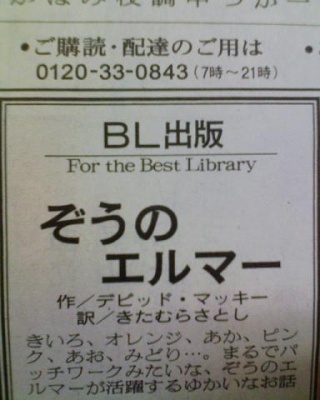 •ご購読・配達のご用は
0120-33-0843(7時〜21時)
BL出版
For the Best Library
ぞうの
エルマー
作／デビッド・マッキー
訳／きたむらさとし
きいろ、オレンジ、あか、ピン
ク、あお、みどり…。まるでパ
ッチワークみたいな、ぞうのエ
ルマーが活躍するゆかいなお話